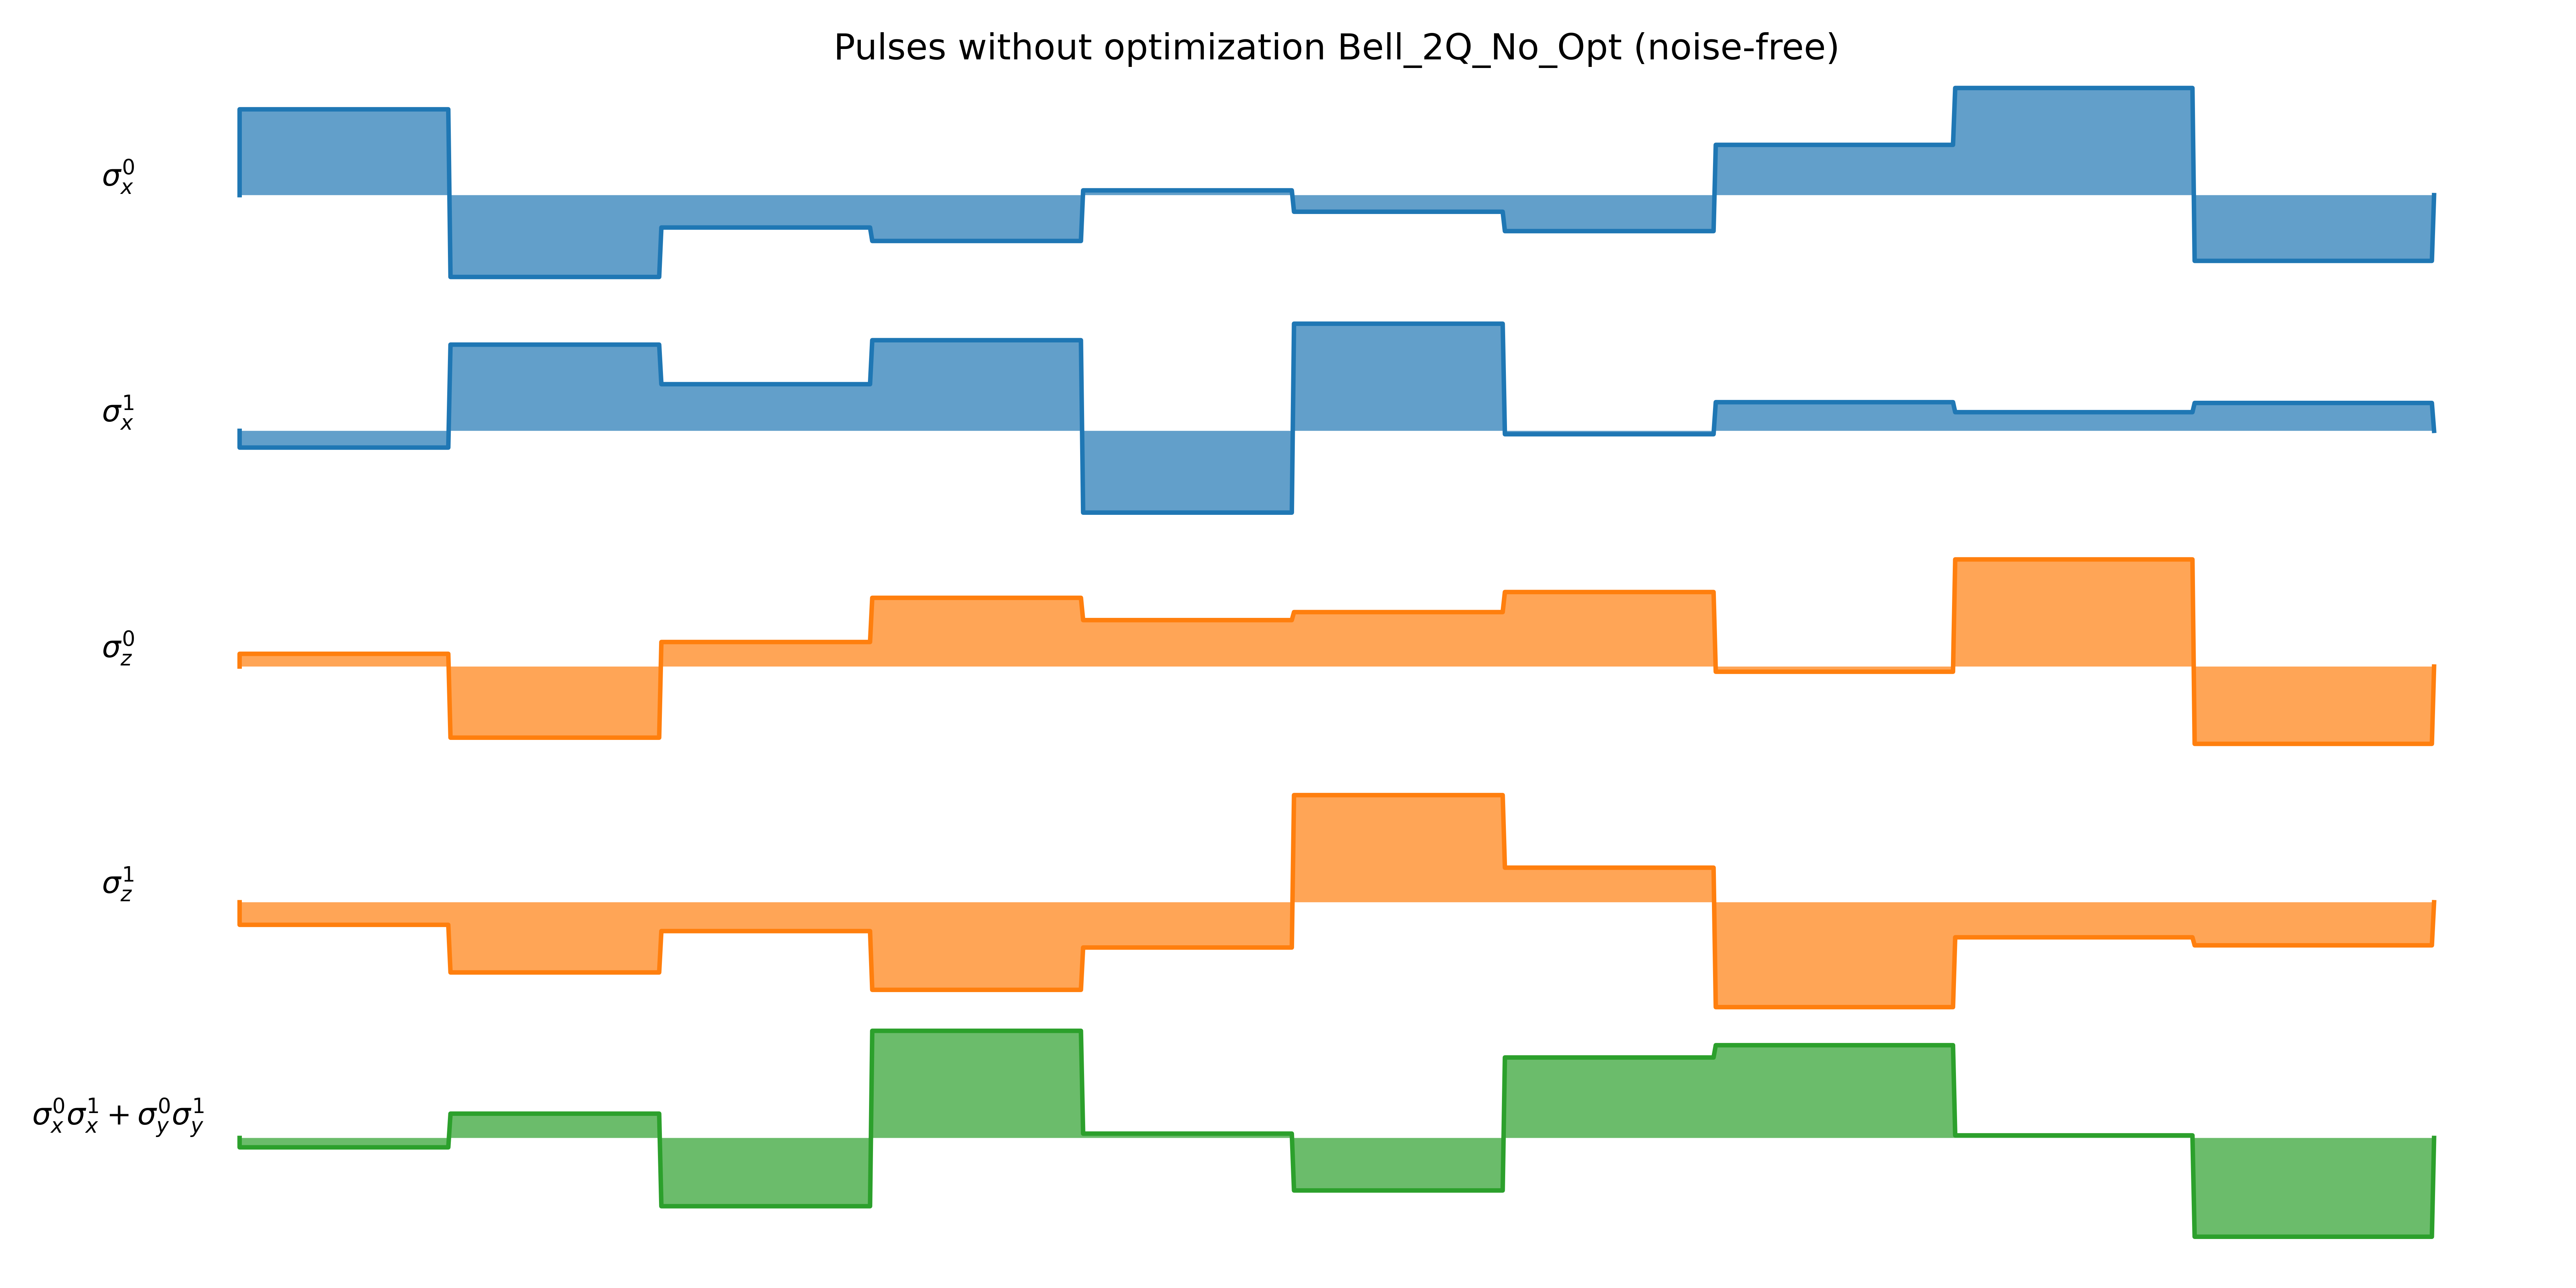 Pulses without optimization Bell_2Q_No_Opt (noise-free)
σ_x^0
σ_x^1
σ_z^0
σ_z^1
σ_x^0σ_x^1 + σ_y^0σ_y^1